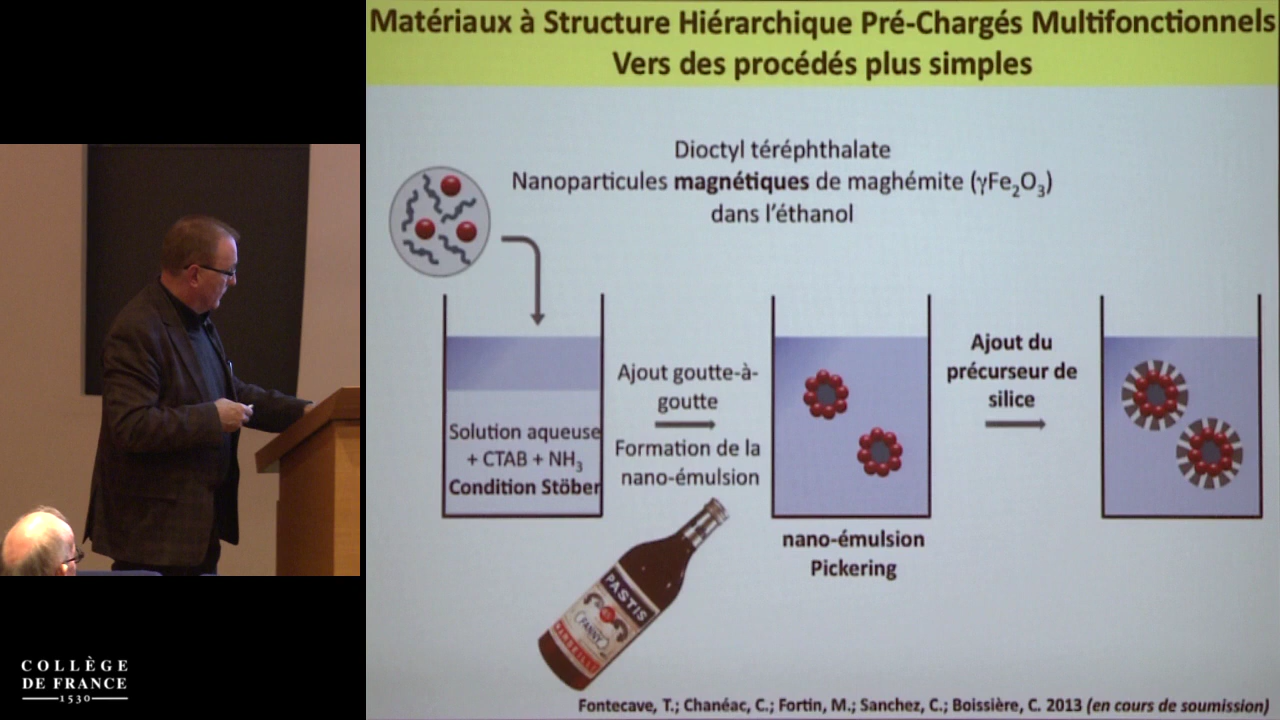 Matériaux à Structure Hiérarchique Pré-Chargés Multifonctionnels
Vers des procédés plus simples
Dioctyl téréphthalate
Nanoparticules magnétiques de maghémite (γFe₂O₃)
dans l'éthanol
Solution aqueuse
+ CTAB + NH₃
Condition Stöber
Ajout goutte-à-
goutte
Formation de la
nano-émulsion
PASTIS
FANNY
MARSEILLE
nano-émulsion
Pickering
Ajout du
précurseur de
silice
Fontecave, T.; Chanéac, C.; Fortin, M.; Sanchez, C.; Boissière, C. 2013 (en cours de soumission)
COLLÈGE
DE FRANCE
1530